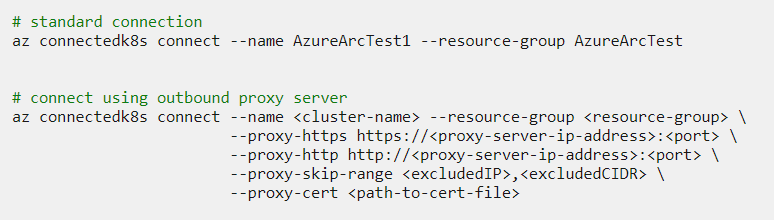 # standard connection
az connectedk8s connect --name AzureArcTest1 --resource-group AzureArcTest
# connect using outbound proxy server
az connectedk8s connect --name <cluster-name> --resource-group <resource-group> \
--proxy-https https://<proxy-server-ip-address>:<port> \
--proxy-http http://<proxy-server-ip-address>:<port> \
--proxy-skip-range <excludedIP>,<excludedCIDR> \
--proxy-cert <path-to-cert-file>